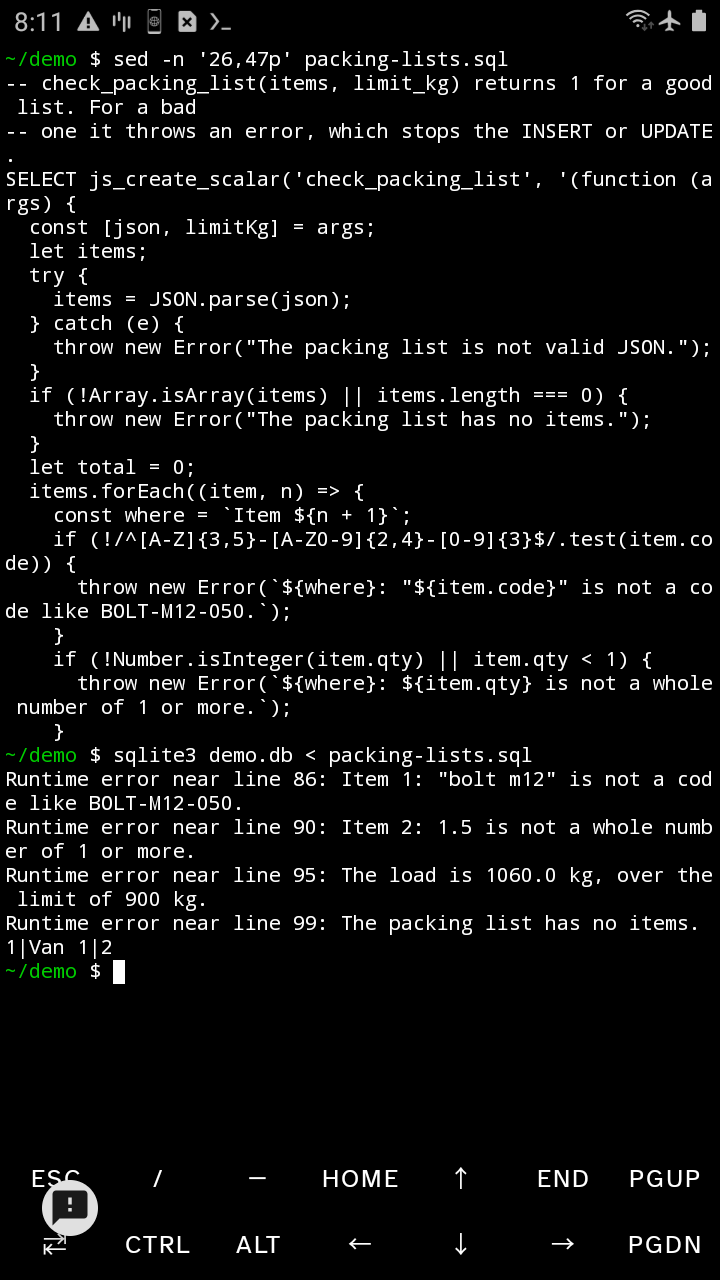 8:11
~/demo $ sed -n '26,47p' packing-lists.sql
-- check_packing_list(items, limit_kg) returns 1 for a good
 list. For a bad
-- one it throws an error, which stops the INSERT or UPDATE
.
SELECT js_create_scalar('check_packing_list', '(function (a
rgs) {
  const [json, limitKg] = args;
  let items;
  try {
    items = JSON.parse(json);
  } catch (e) {
    throw new Error("The packing list is not valid JSON.");
  }
  if (!Array.isArray(items) || items.length === 0) {
    throw new Error("The packing list has no items.");
  }
  let total = 0;
  items.forEach((item, n) => {
    const where = `Item ${n + 1}`;
    if (!/^[A-Z]{3,5}-[A-Z0-9]{2,4}-[0-9]{3}$/.test(item.co
de)) {
      throw new Error(`${where}: "${item.code}" is not a co
de like BOLT-M12-050.`);
    }
    if (!Number.isInteger(item.qty) || item.qty < 1) {
      throw new Error(`${where}: ${item.qty} is not a whole
 number of 1 or more.`);
    }
~/demo $ sqlite3 demo.db < packing-lists.sql
Runtime error near line 86: Item 1: "bolt m12" is not a cod
e like BOLT-M12-050.
Runtime error near line 90: Item 2: 1.5 is not a whole numb
er of 1 or more.
Runtime error near line 95: The load is 1060.0 kg, over the
 limit of 900 kg.
Runtime error near line 99: The packing list has no items.
1|Van 1|2
~/demo $
ESC / — HOME ↑ END PGUP
CTRL ALT ← ↓ → PGDN